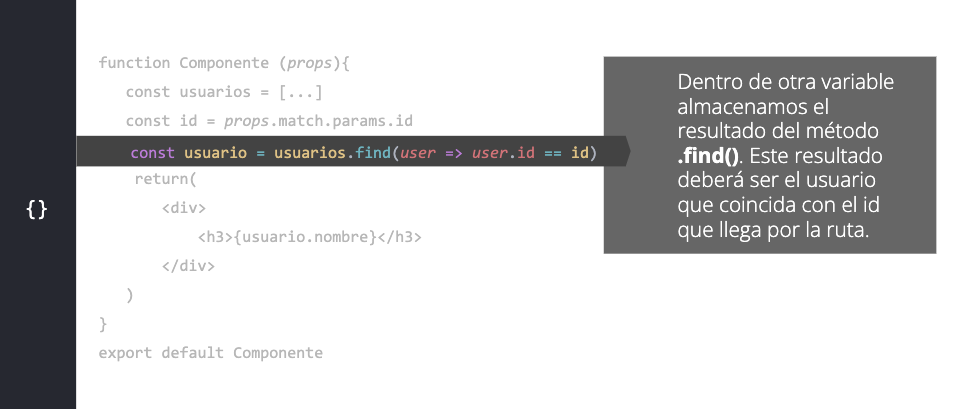 {}
function Componente (props){
const usuarios = [...]
const id = props.match.params.id
const usuario = usuarios.find(user => user.id == id)
return(
<div>
<h3>{usuario.nombre}</h3>
</div>
)
}
export default Componente
Dentro de otra variable
almacenamos el
resultado del método
.find(). Este resultado
deberá ser el usuario
que coincida con el id
que llega por la ruta.